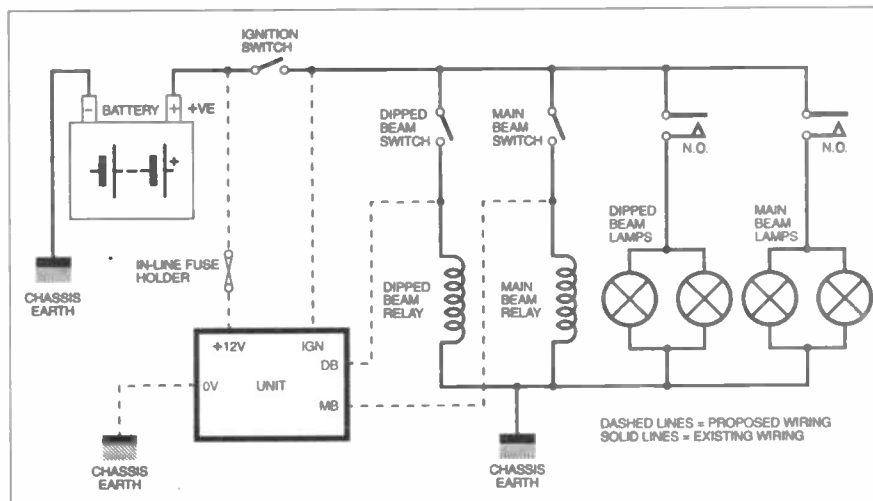 IGNITION
SWITCH
- BATTERY + +VE
+
DIPPED
BEAM
SWITCH
MAIN
BEAM
SWITCH
N.O.
N.O.
DIPPED
BEAM
LAMPS
MAIN
BEAM
LAMPS
IN-LINE FUSE
HOLDER
CHASSIS
EARTH
DIPPED
BEAM
RELAY
MAIN
BEAM
RELAY
+12V IGN
DB
0V UNIT
MB
CHASSIS
EARTH
CHASSIS
EARTH
DASHED LINES = PROPOSED WIRING
SOLID LINES = EXISTING WIRING